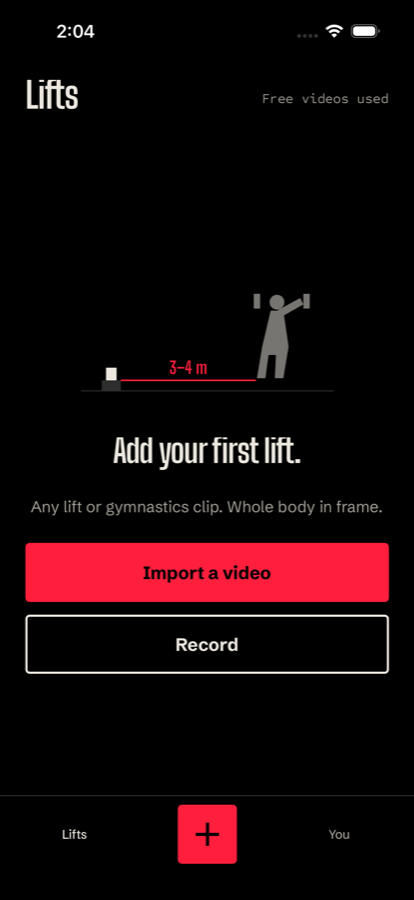 2:04
Lifts
Free videos used
3–4 m
Add your first lift.
Any lift or gymnastics clip. Whole body in frame.
Import a video
Record
Lifts
You